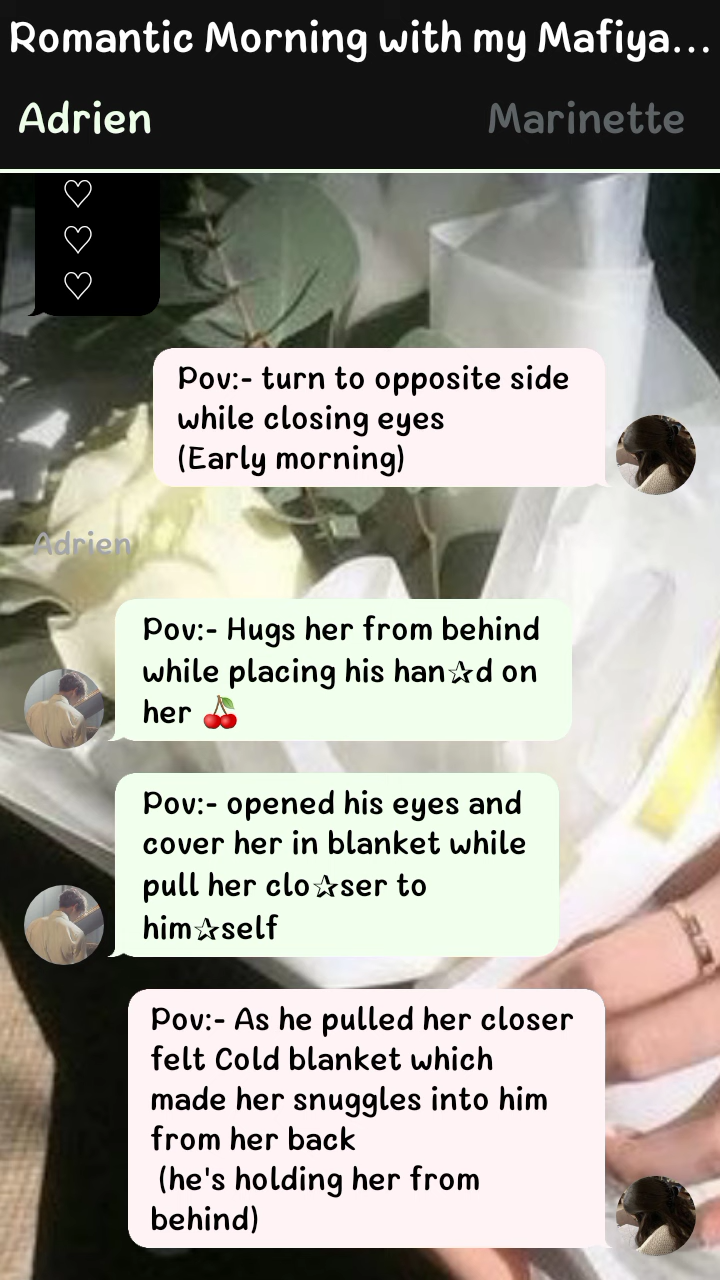 Romantic Morning with my Mafiya...
Adrien
Marinette
♡
♡
♡
Pov:- turn to opposite side
while closing eyes
(Early morning)
Adrien
Pov:- Hugs her from behind
while placing his han✰d on
her 🍒
Pov:- opened his eyes and
cover her in blanket while
pull her clo✰ser to
him✰self
Pov:- As he pulled her closer
felt Cold blanket which
made her snuggles into him
from her back
(he's holding her from
behind)